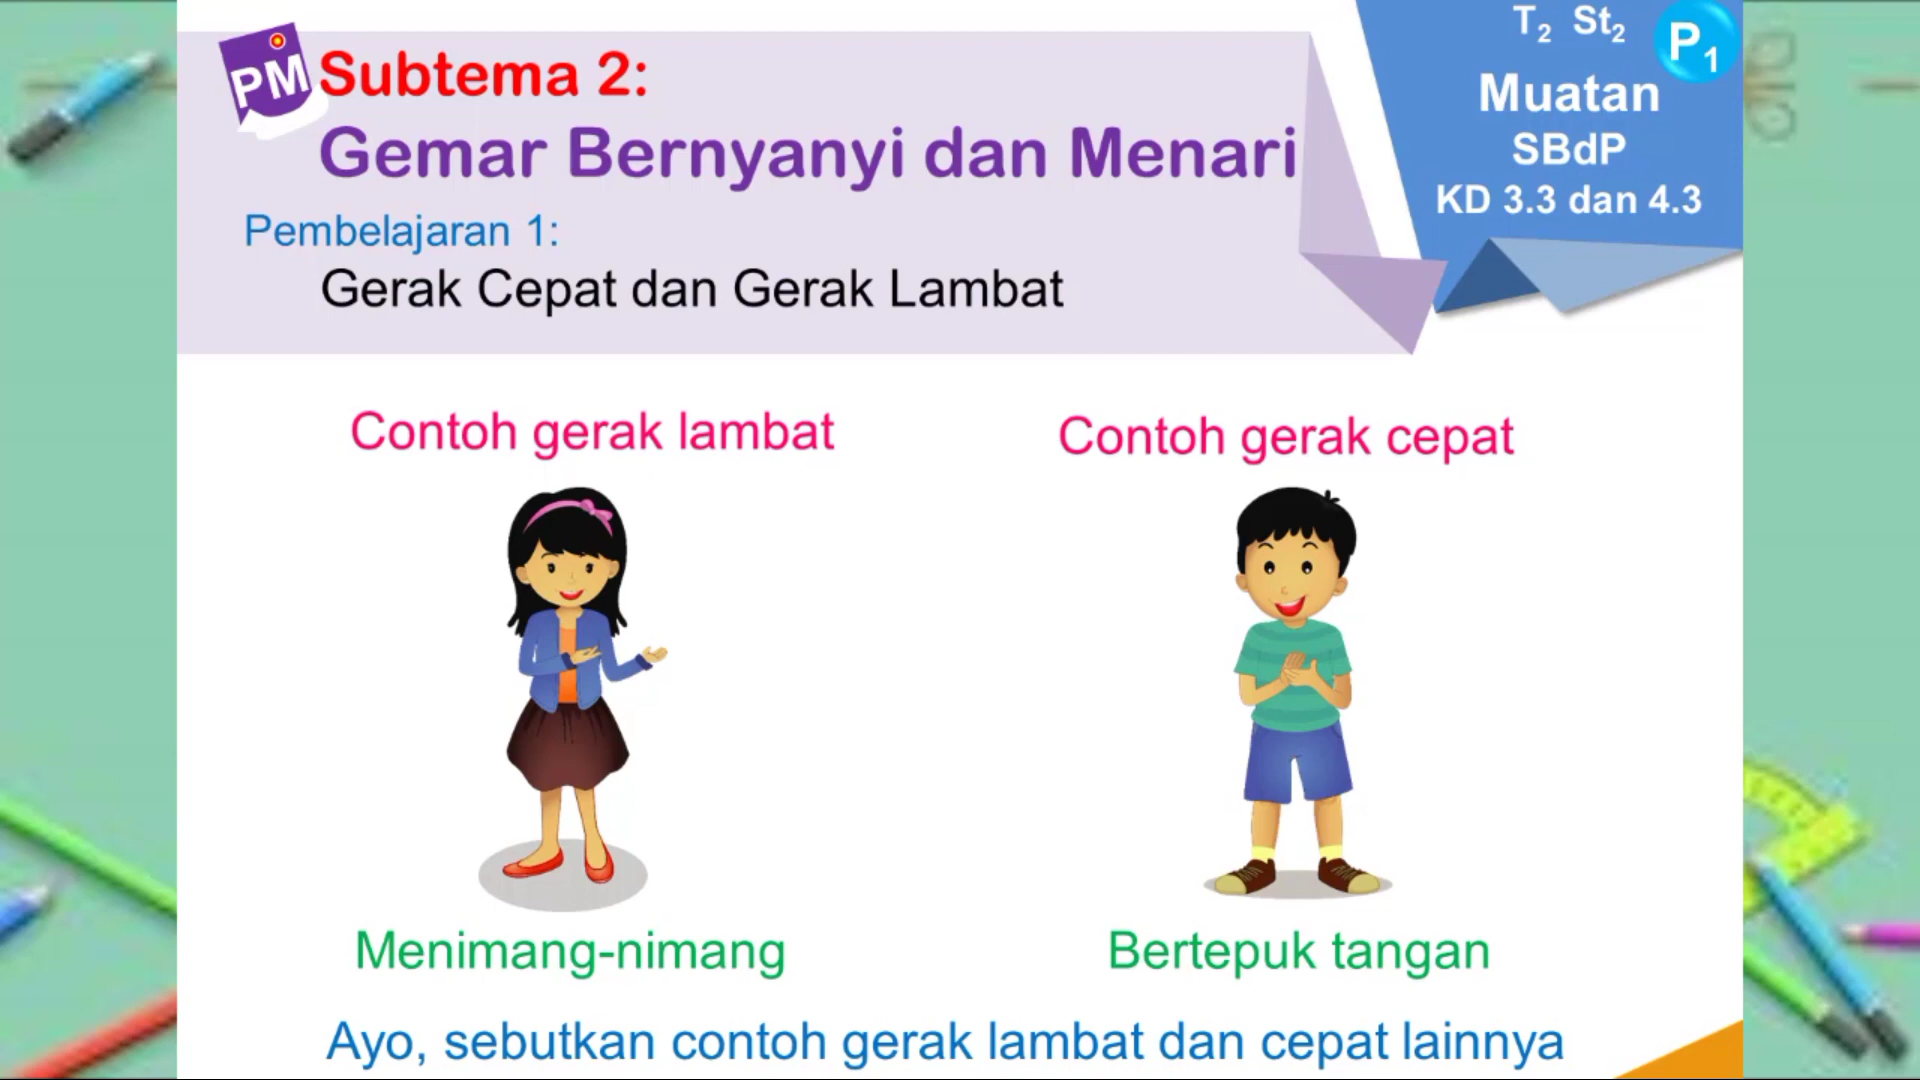 PM
Subtema 2:
Gemar Bernyanyi dan Menari
Pembelajaran 1:
Gerak Cepat dan Gerak Lambat
T2 St2 P1
Muatan
SBdP
KD 3.3 dan 4.3
Contoh gerak lambat
Contoh gerak cepat
Menimang-nimang
Bertepuk tangan
Ayo, sebutkan contoh gerak lambat dan cepat lainnya